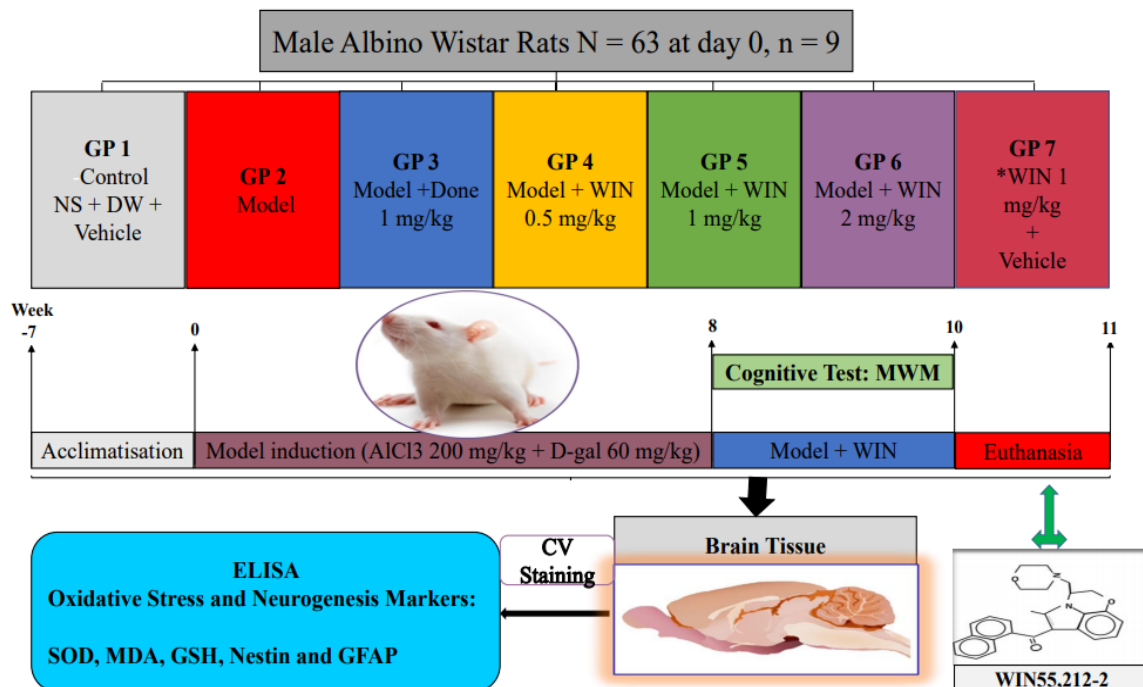 Male Albino Wistar Rats N = 63 at day 0, n = 9
GP 1
-Control
NS + DW +
Vehicle
GP 2
Model
GP 3
Model +Done
1 mg/kg
GP 4
Model + WIN
0.5 mg/kg
GP 5
Model + WIN
1 mg/kg
GP 6
Model + WIN
2 mg/kg
GP 7
*WIN 1
mg/kg
+
Vehicle
Week
-7
0
8
10
11
Cognitive Test: MWM
Acclimatisation
Model induction (AlCl3 200 mg/kg + D-gal 60 mg/kg)
Model + WIN
Euthanasia
ELISA
Oxidative Stress and Neurogenesis Markers:
SOD, MDA, GSH, Nestin and GFAP
CV
Staining
Brain Tissue
O
N
N
O
O
WIN55,212-2